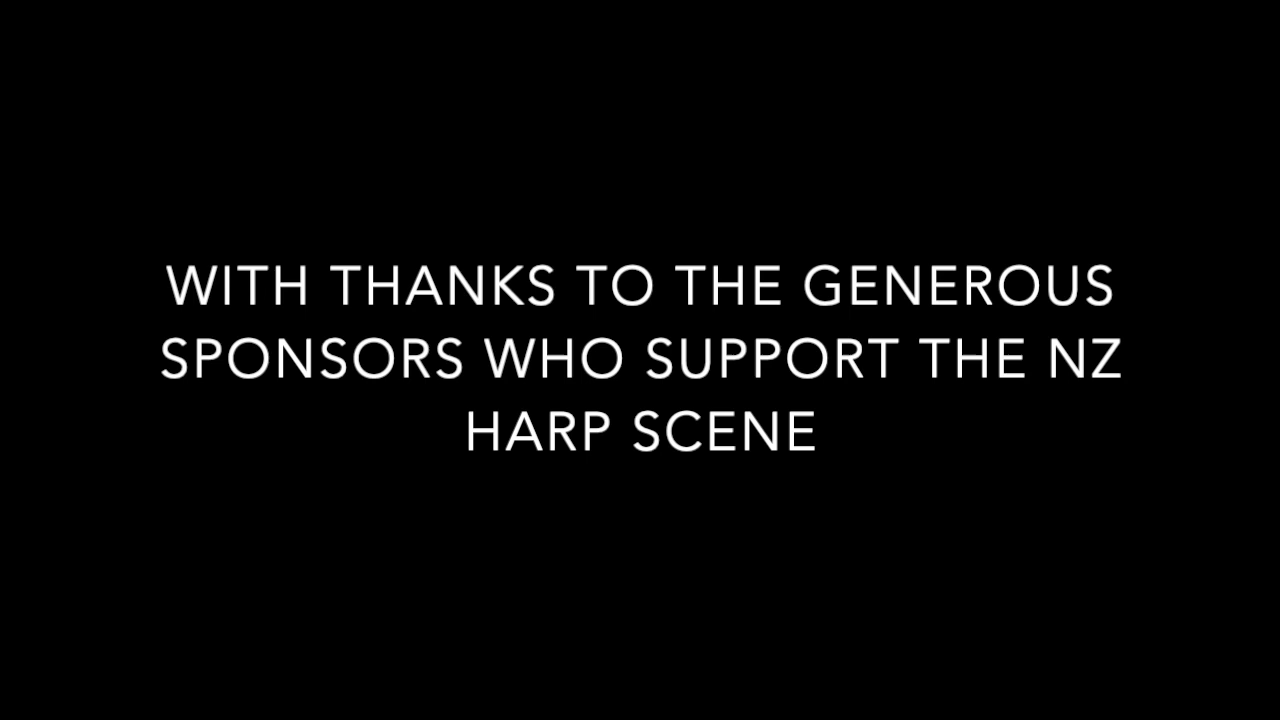 WITH THANKS TO THE GENEROUS
SPONSORS WHO SUPPORT THE NZ
HARP SCENE